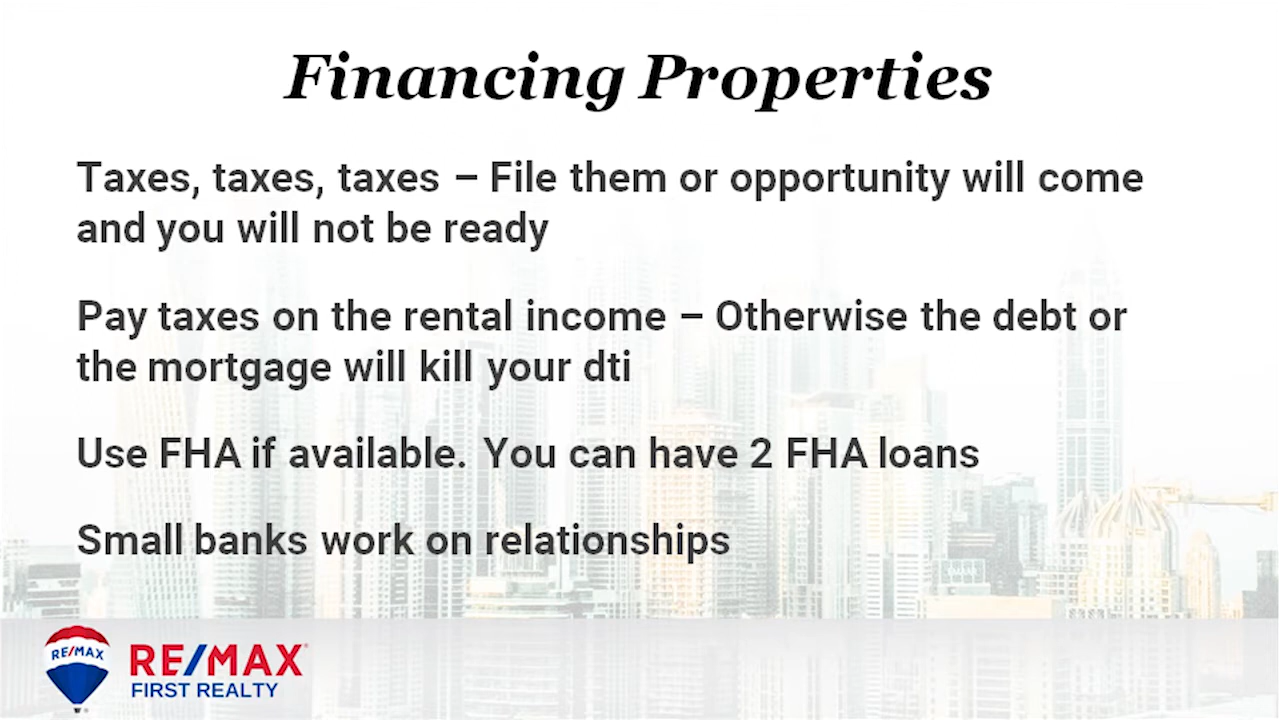 Financing Properties
Taxes, taxes, taxes – File them or opportunity will come
and you will not be ready
Pay taxes on the rental income – Otherwise the debt or
the mortgage will kill your dti
Use FHA if available. You can have 2 FHA loans
Small banks work on relationships
RE/MAX
RE/MAX
FIRST REALTY